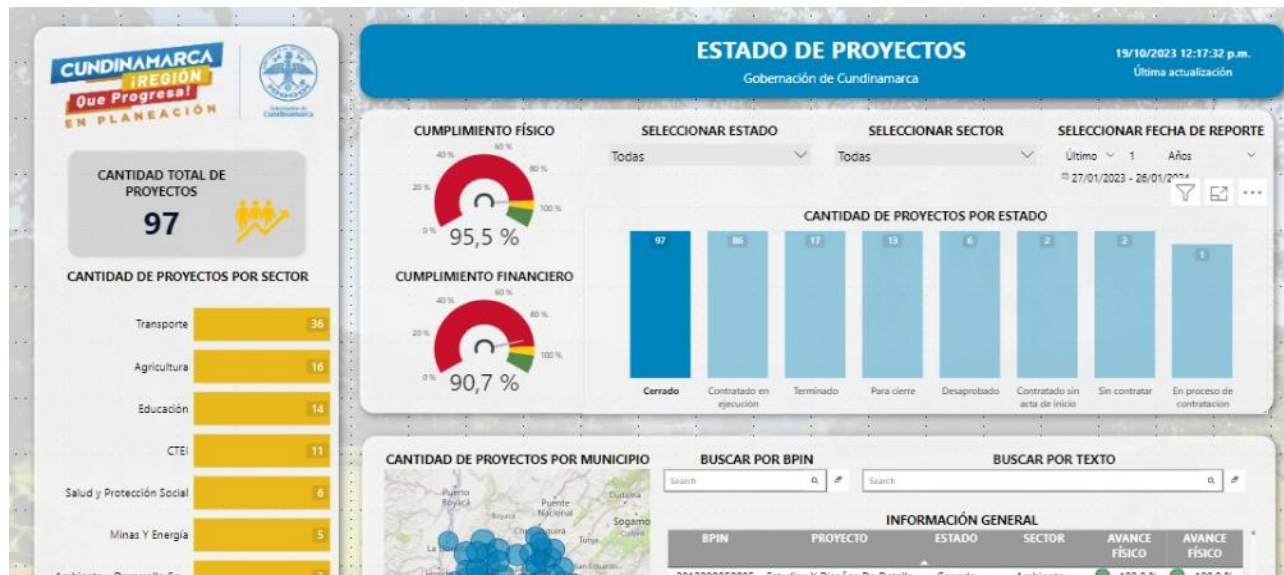 CUNDINAMARCA
¡REGIÓN
Que Progresa!
EN PLANEACIÓN
Gobernación de
Cundinamarca
ESTADO DE PROYECTOS
Gobernación de Cundinamarca
19/10/2023 12:17:32 p.m.
Última actualización
CANTIDAD TOTAL DE
PROYECTOS
97
CANTIDAD DE PROYECTOS POR SECTOR
Transporte 36
Agricultura 16
Educación 14
CTEI 11
Salud y Protección Social 6
Minas Y Energía 5
CUMPLIMIENTO FÍSICO
0 %
20 %
40 %
60 %
80 %
100 %
95,5 %
CUMPLIMIENTO FINANCIERO
0 %
20 %
40 %
60 %
80 %
100 %
90,7 %
SELECCIONAR ESTADO
Todas
SELECCIONAR SECTOR
Todas
SELECCIONAR FECHA DE REPORTE
Último 1 Años
27/01/2023 - 26/01/2024
CANTIDAD DE PROYECTOS POR ESTADO
97 86 17 13 6 2 2 1
Cerrado
Contratado en
ejecución
Terminado
Para cierre
Desaprobado
Contratado sin
acta de inicio
Sin contratar
En proceso de
contratación
CANTIDAD DE PROYECTOS POR MUNICIPIO
Puerto
Boyacá
Puente
Nacional
Duitama
Sogamo
Boyacá
Tunja
BUSCAR POR BPIN
Search
BUSCAR POR TEXTO
Search
INFORMACIÓN GENERAL
BPIN PROYECTO ESTADO SECTOR AVANCE
FÍSICO AVANCE
FÍSICO